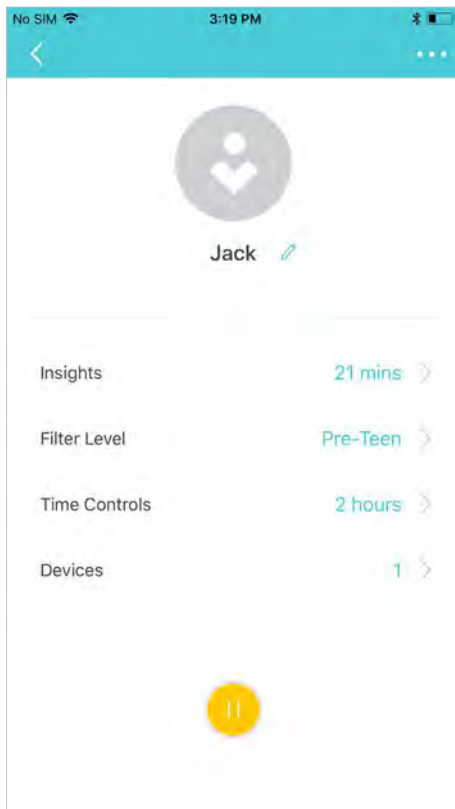 No SIM 3:19 PM
Jack
Insights 21 mins
Filter Level Pre-Teen
Time Controls 2 hours
Devices 1